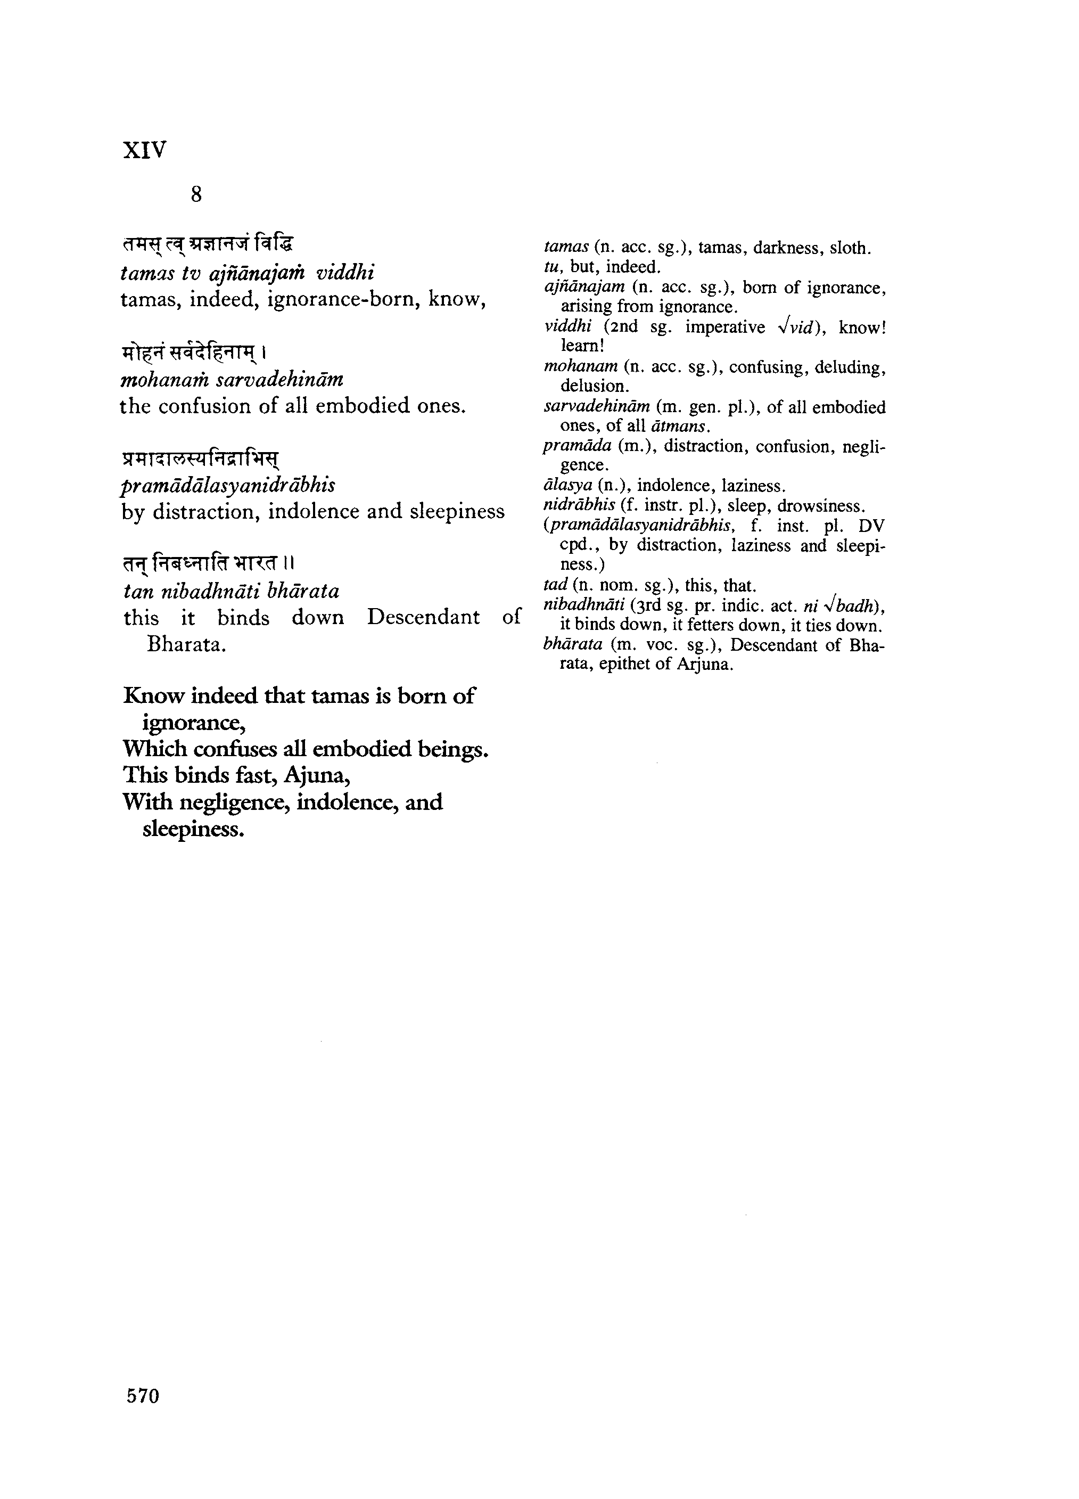 XIV
8
तमस् त्व् अज्ञानजं विद्धि
tamas tv ajñānajaṁ viddhi
tamas, indeed, ignorance-born, know,
मोहनं सर्वदेहिनाम् ।
mohanaṁ sarvadehinām
the confusion of all embodied ones.
प्रमादालस्यनिद्राभिस्
pramādālasyanidrābhis
by distraction, indolence and sleepiness
तन् निबध्नाति भारत ॥
tan nibadhnāti bhārata
this it binds down Descendant of
Bharata.
Know indeed that tamas is born of
ignorance,
Which confuses all embodied beings.
This binds fast, Ajuna,
With negligence, indolence, and
sleepiness.
tamas (n. acc. sg.), tamas, darkness, sloth.
tu, but, indeed.
ajñānajam (n. acc. sg.), born of ignorance,
arising from ignorance.
viddhi (2nd sg. imperative √vid), know!
learn!
mohanam (n. acc. sg.), confusing, deluding,
delusion.
sarvadehinām (m. gen. pl.), of all embodied
ones, of all ātmans.
pramāda (m.), distraction, confusion, negli-
gence.
ālasya (n.), indolence, laziness.
nidrābhis (f. instr. pl.), sleep, drowsiness.
(pramādālasyanidrābhis, f. inst. pl. DV
cpd., by distraction, laziness and sleepi-
ness.)
tad (n. nom. sg.), this, that.
nibadhnāti (3rd sg. pr. indic. act. ni √badh),
it binds down, it fetters down, it ties down.
bhārata (m. voc. sg.), Descendant of Bha-
rata, epithet of Arjuna.
570